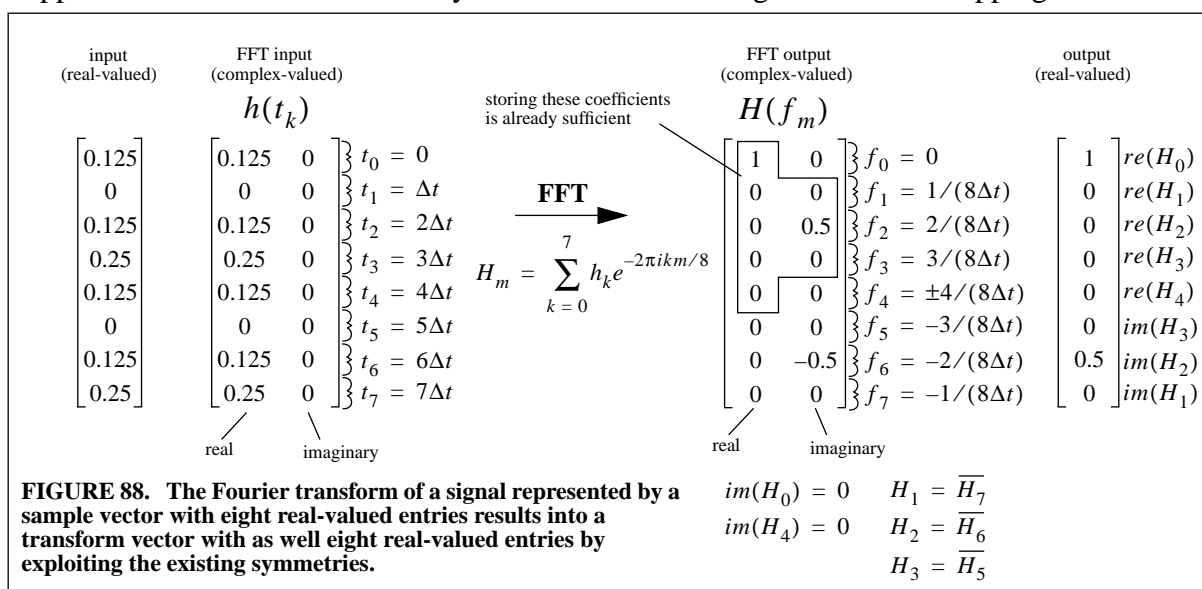 input
(real-valued)
FFT input
(complex-valued)
FFT output
(complex-valued)
output
(real-valued)
h(t_k)
storing these coefficients
is already sufficient
H(f_m)
0.125
0
0.125
0.25
0.125
0
0.125
0.25
0.125 0 } t_0 = 0
0 0 } t_1 = Δt
0.125 0 } t_2 = 2Δt
0.25 0 } t_3 = 3Δt
0.125 0 } t_4 = 4Δt
0 0 } t_5 = 5Δt
0.125 0 } t_6 = 6Δt
0.25 0 } t_7 = 7Δt
real
imaginary
FFT
H_m = ∑_{k = 0}^{7} h_k e^{–2πikm/8}
1 0 } f_0 = 0
0 0 } f_1 = 1/(8Δt)
0 0.5 } f_2 = 2/(8Δt)
0 0 } f_3 = 3/(8Δt)
0 0 } f_4 = ±4/(8Δt)
0 0 } f_5 = –3/(8Δt)
0 –0.5 } f_6 = –2/(8Δt)
0 0 } f_7 = –1/(8Δt)
real
imaginary
1 re(H_0)
0 re(H_1)
0 re(H_2)
0 re(H_3)
0 re(H_4)
0 im(H_3)
0.5 im(H_2)
0 im(H_1)
FIGURE 88. The Fourier transform of a signal represented by a
sample vector with eight real-valued entries results into a
transform vector with as well eight real-valued entries by
exploiting the existing symmetries.
im(H_0) = 0 H_1 = \overline{H_7}
im(H_4) = 0 H_2 = \overline{H_6}
H_3 = \overline{H_5}